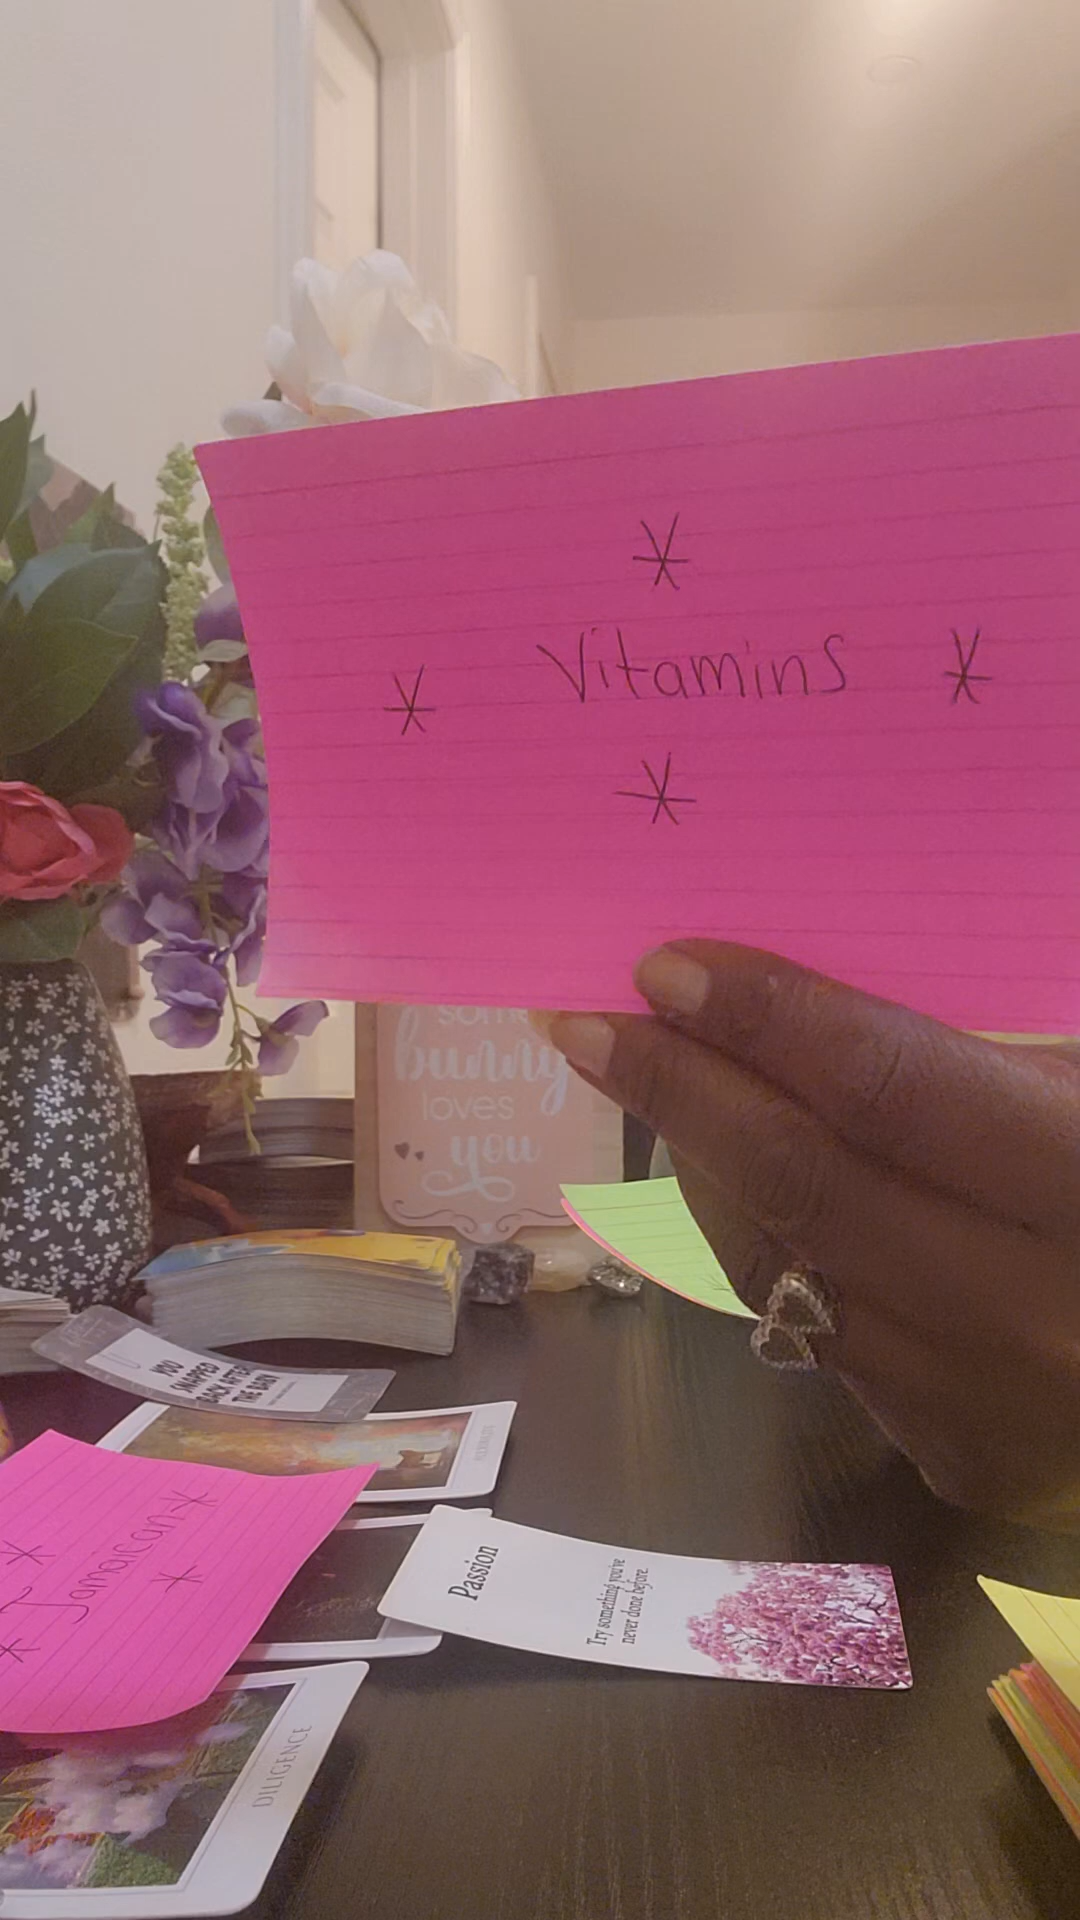 Vitamins
some
bunny
loves
you
YOU
SNAPPED
BACK AFTER
THE BABY
Jamaican
Passion
Try something you've
never done before.
DILIGENCE